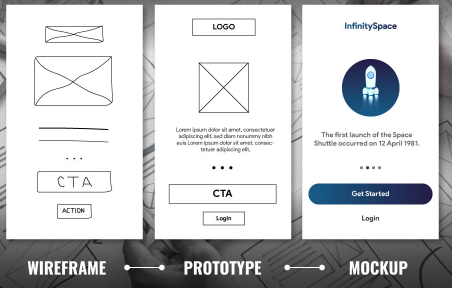 CTA
ACTION
LOGO
Lorem ipsum dolor sit amet, consectetuer
adipiscing elit, sed diam nonummy nibh
euis Lorem ipsum dolor sit amet, consec-
tetuer adipiscing elit.
CTA
Login
InfinitySpace
The first launch of the Space
Shuttle occurred on 12 April 1981.
Get Started
Login
WIREFRAME
PROTOTYPE
MOCKUP